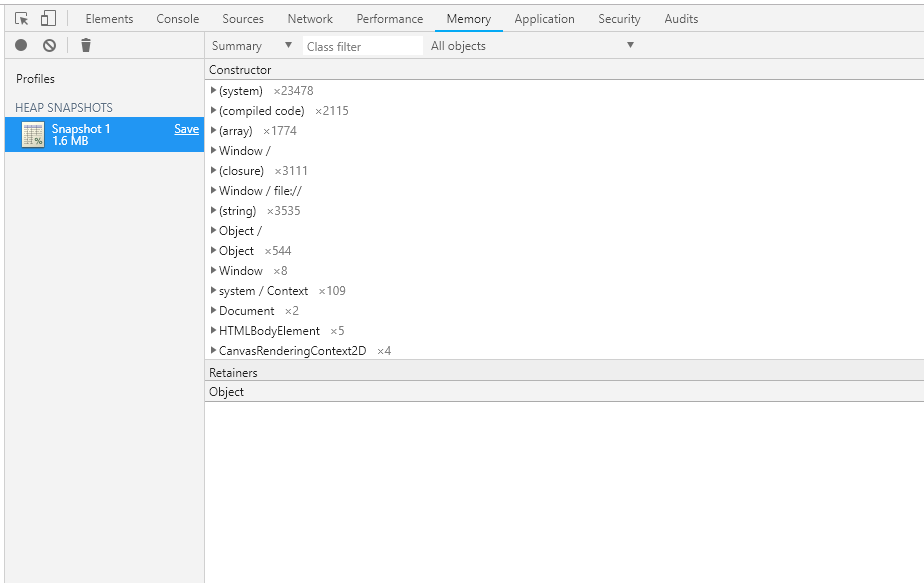 Elements Console Sources Network Performance Memory Application Security Audits
Summary Class filter All objects
Profiles
HEAP SNAPSHOTS
Snapshot 1 Save
1.6 MB
Constructor
(system) ×23478
(compiled code) ×2115
(array) ×1774
Window /
(closure) ×3111
Window / file://
(string) ×3535
Object /
Object ×544
Window ×8
system / Context ×109
Document ×2
HTMLBodyElement ×5
CanvasRenderingContext2D ×4
Retainers
Object